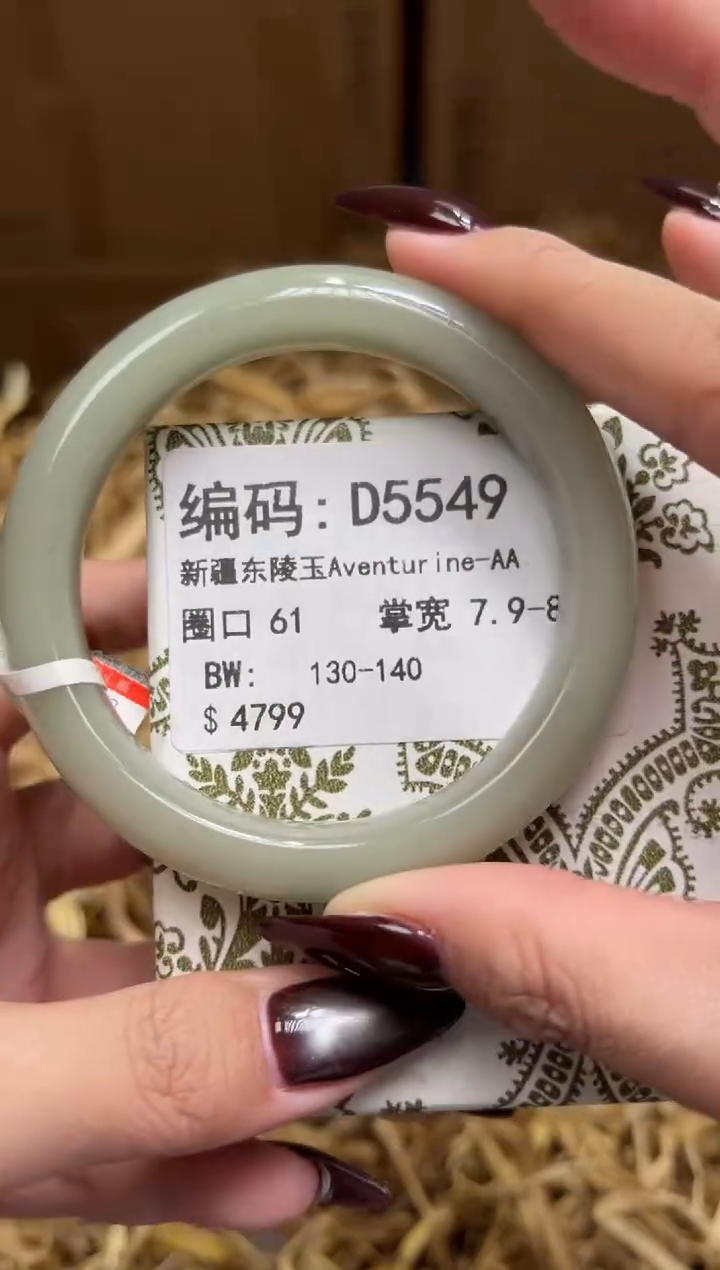 编码: D5549
新疆东陵玉Aventurine-AA
圈口 61 掌宽 7.9-8
BW: 130-140
$ 4799